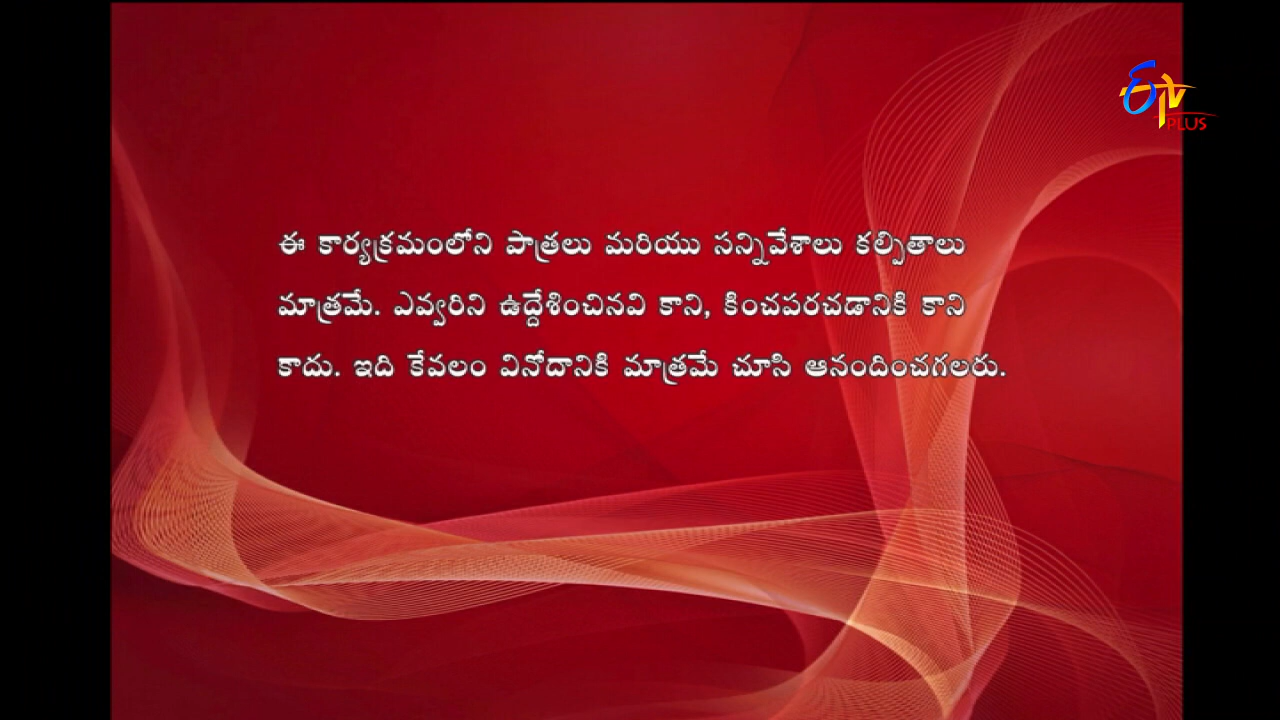 ETV
PLUS
ఈ కార్యక్రమంలోని పాత్రలు మరియు సన్నివేశాలు కల్పితాలు
మాత్రమే. ఎవ్వరిని ఉద్దేశించినవి కాని, కించపరచడానికి కాని
కాదు. ఇది కేవలం వినోదానికి మాత్రమే చూసి ఆనందించగలరు.